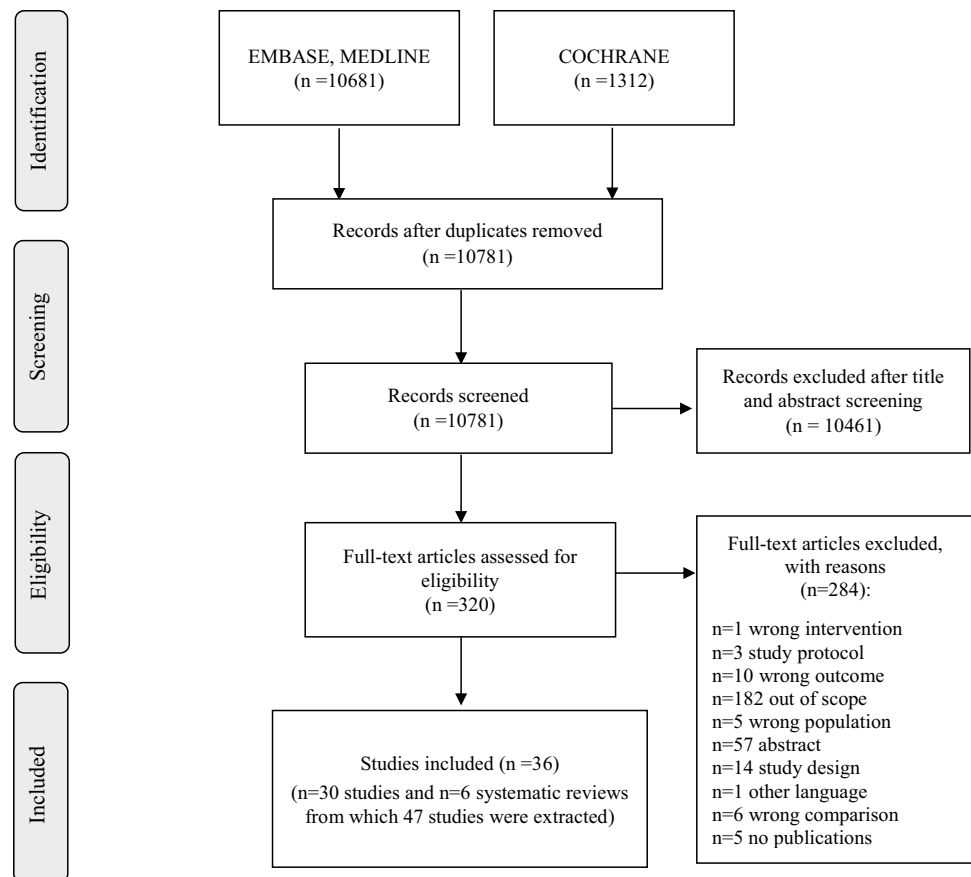 Identification
EMBASE, MEDLINE
(n =10681)
COCHRANE
(n =1312)
Records after duplicates removed
(n =10781)
Screening
Records screened
(n =10781)
Records excluded after title
and abstract screening
(n = 10461)
Eligibility
Full-text articles assessed for
eligibility
(n =320)
Full-text articles excluded,
with reasons
(n=284):
n=1 wrong intervention
n=3 study protocol
n=10 wrong outcome
n=182 out of scope
n=5 wrong population
n=57 abstract
n=14 study design
n=1 other language
n=6 wrong comparison
n=5 no publications
Included
Studies included (n =36)
(n=30 studies and n=6 systematic reviews
from which 47 studies were extracted)